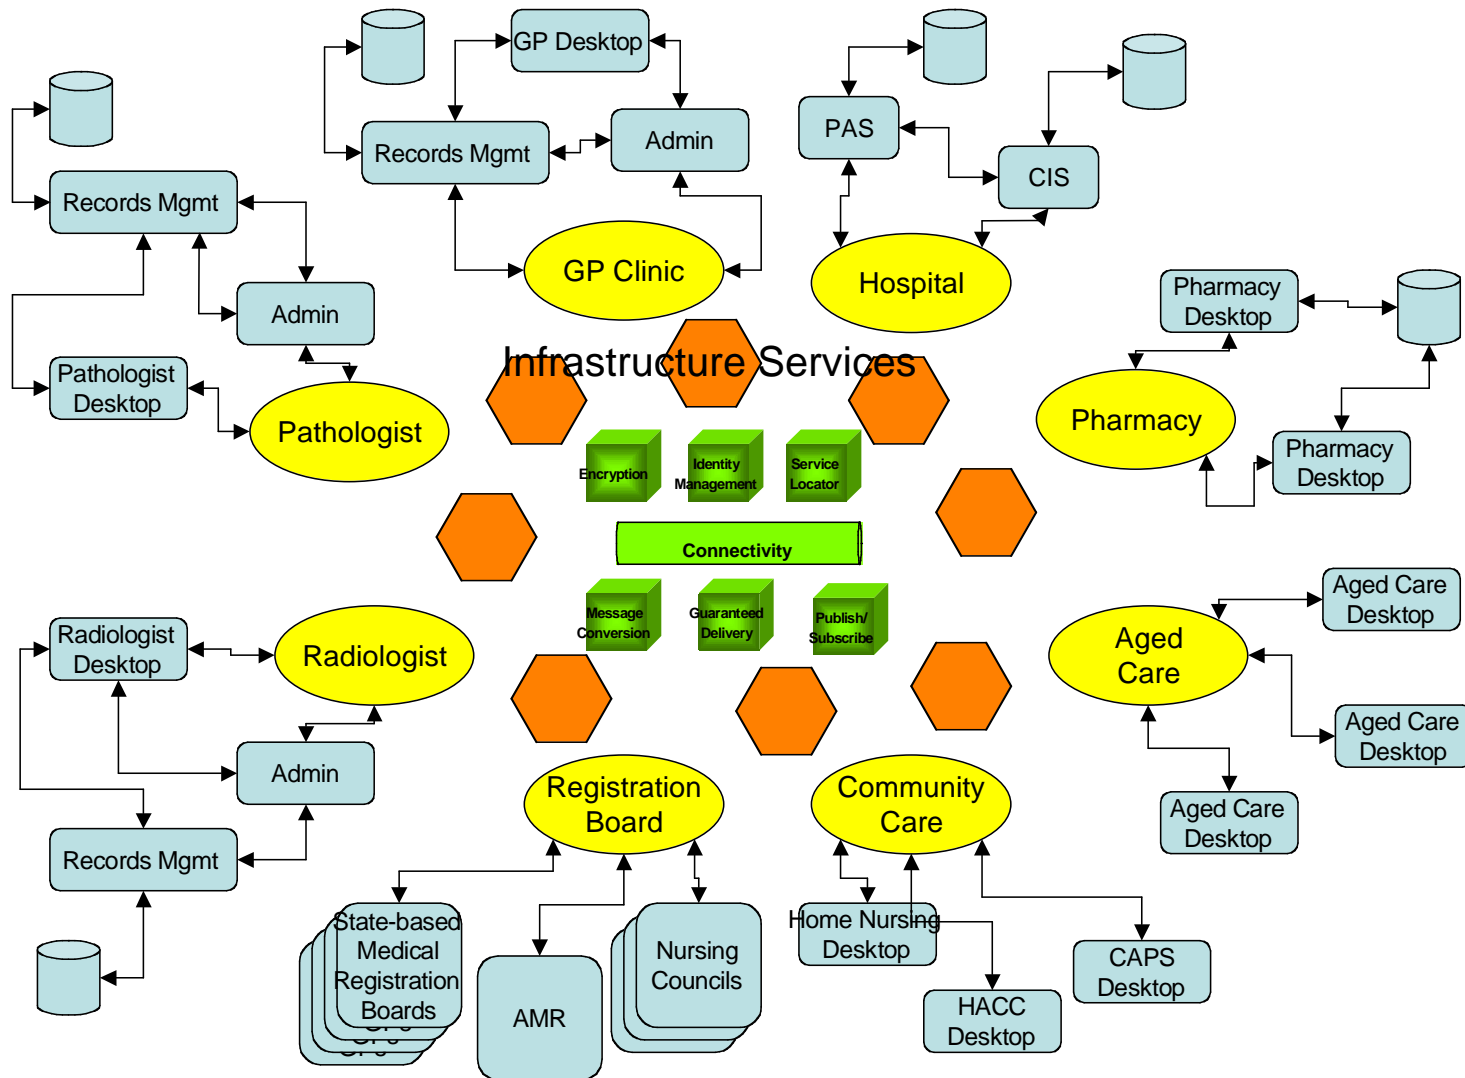 GP Desktop
Records Mgmt
Admin
PAS
CIS
GP Clinic
Hospital
Records Mgmt
Admin
Pathologist
Desktop
Pathologist
Pharmacy
Desktop
Pharmacy
Pharmacy
Desktop
Infrastructure Services
Encryption
Identity
Management
Service
Locator
Connectivity
Message
Conversion
Guaranteed
Delivery
Publish/
Subscribe
Radiologist
Desktop
Radiologist
Admin
Records Mgmt
Aged
Care
Aged Care
Desktop
Aged Care
Desktop
Aged Care
Desktop
Registration
Board
State-based
Medical
Registration
Boards
AMR
Nursing
Councils
Community
Care
Home Nursing
Desktop
HACC
Desktop
CAPS
Desktop